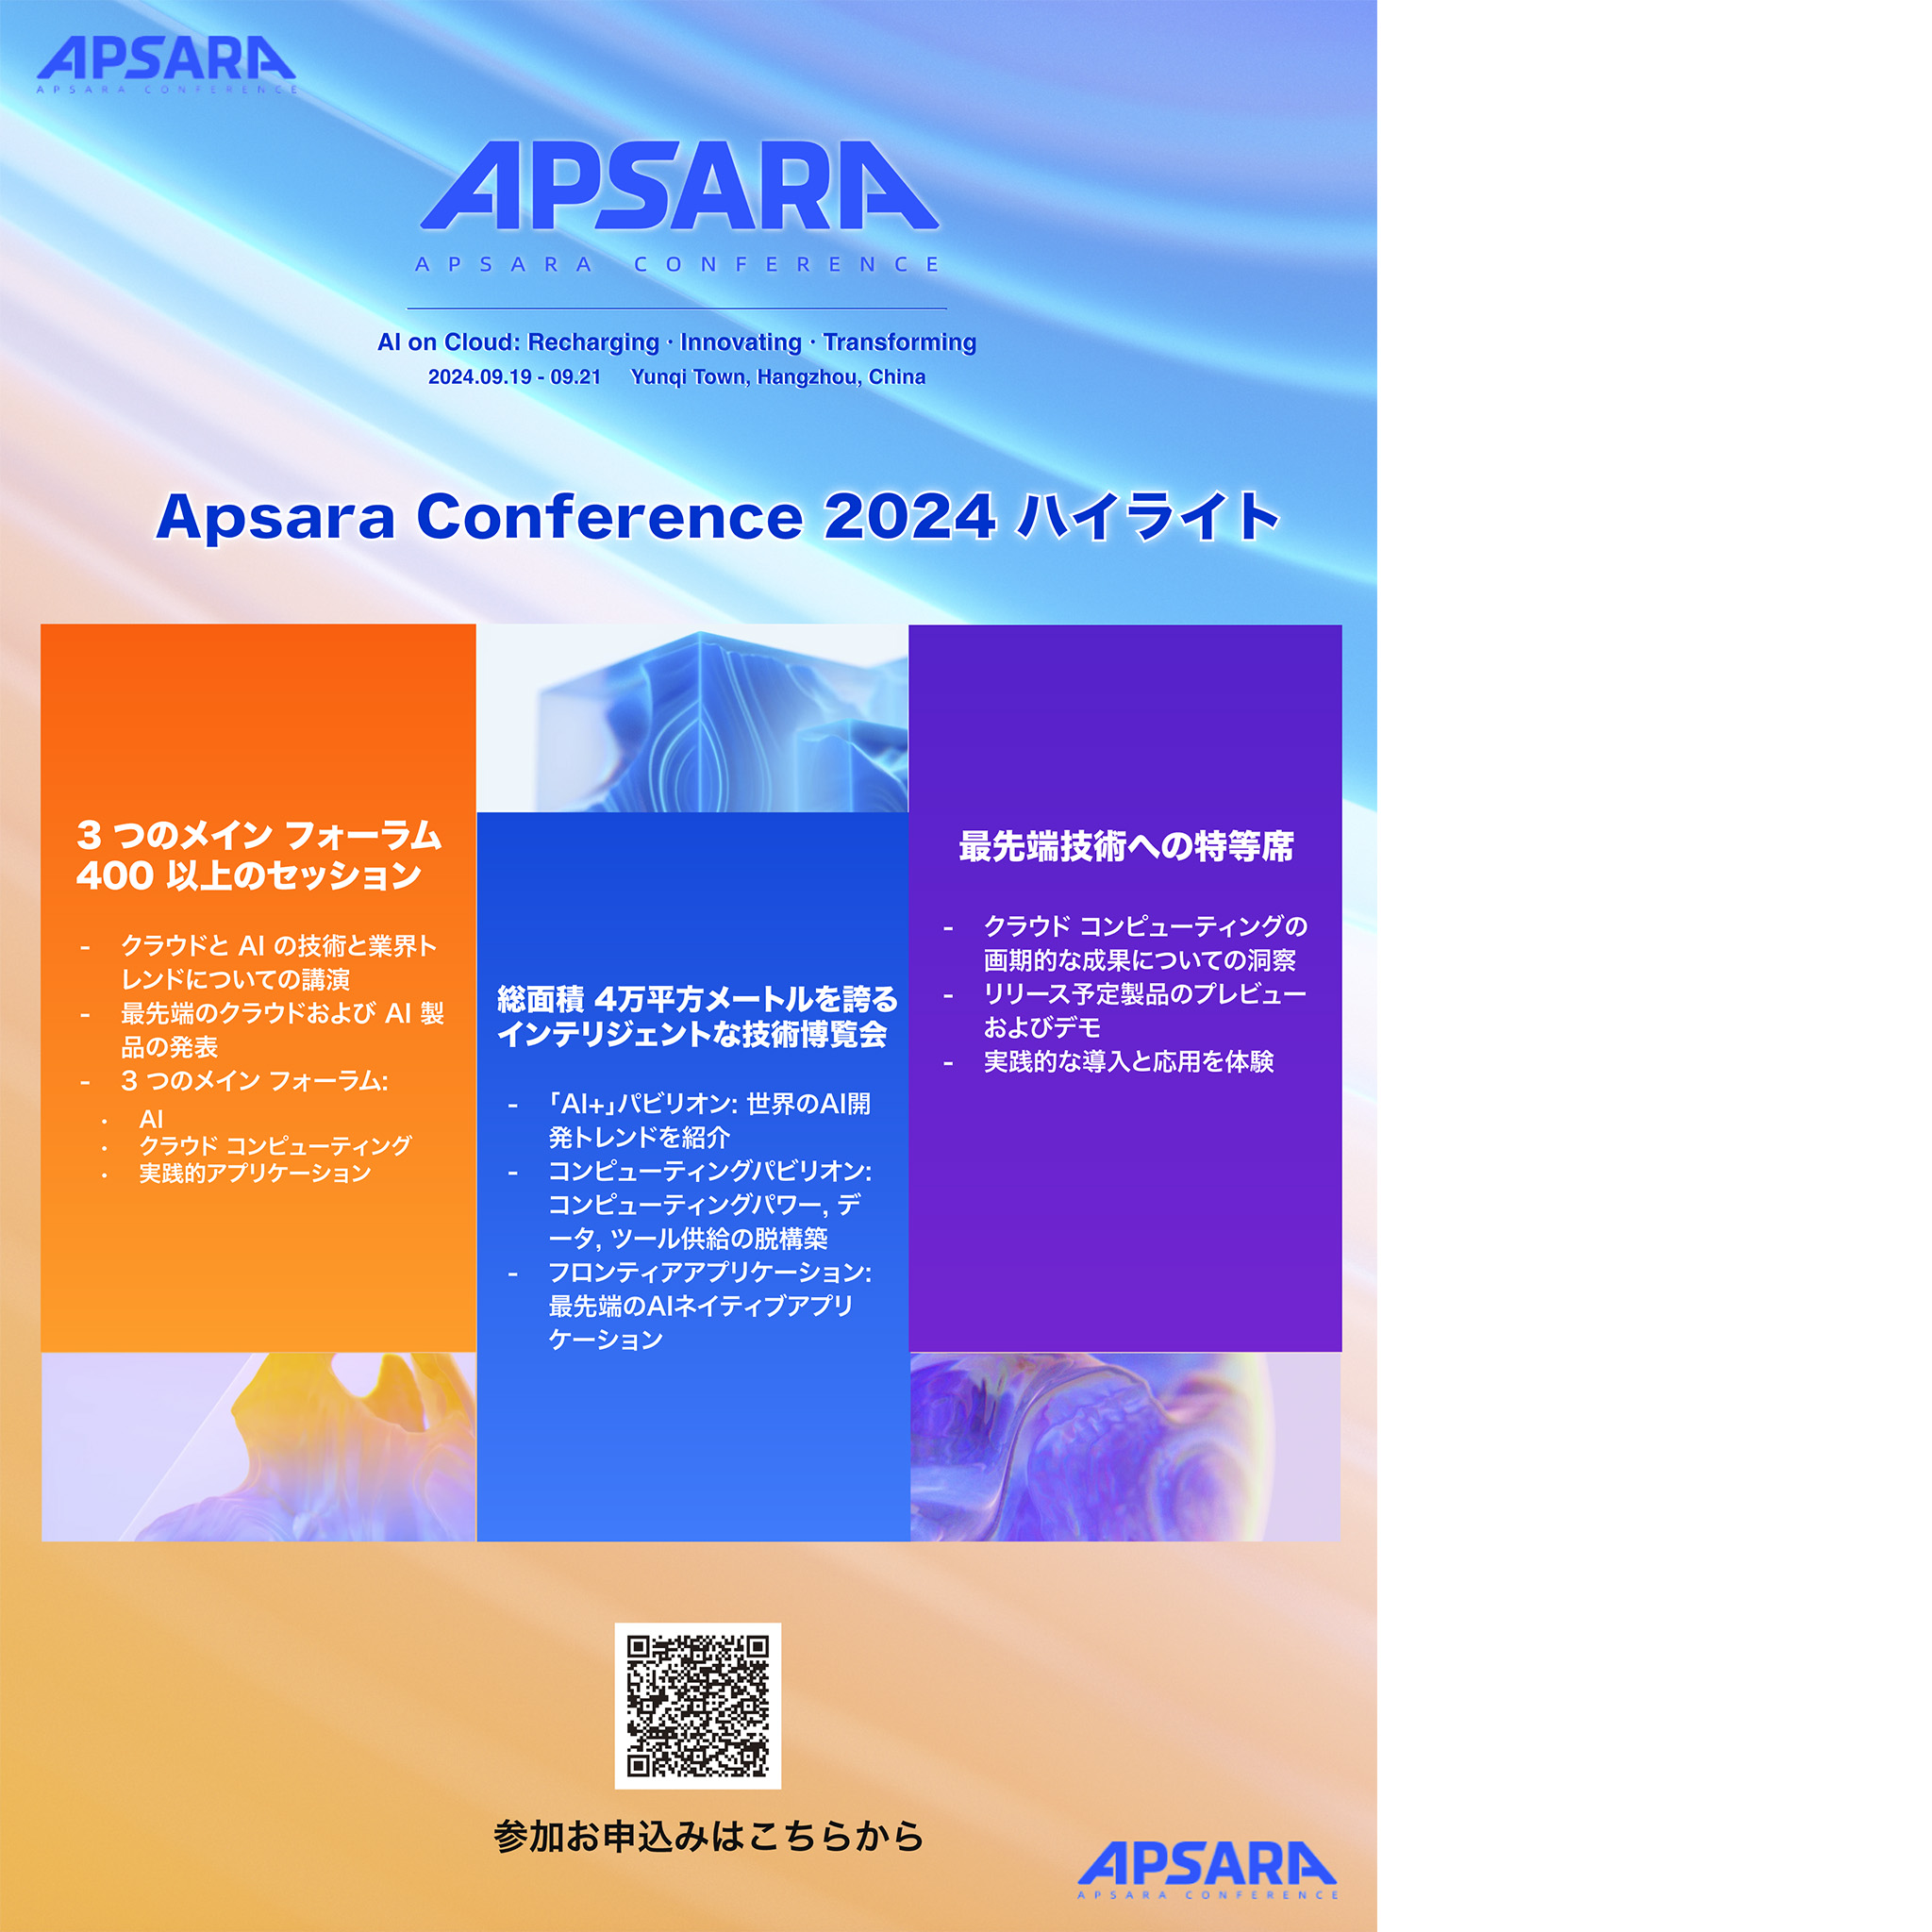 APSARA
APSARA CONFERENCE
APSARA
APSARA CONFERENCE
AI on Cloud: Recharging · Innovating · Transforming
2024.09.19 - 09.21 Yunqi Town, Hangzhou, China
Apsara Conference 2024 ハイライト
3 つのメイン フォーラム
400 以上のセッション
- クラウドと AI の技術と業界ト
レンドについての講演
- 最先端のクラウドおよび AI 製
品の発表
- 3 つのメイン フォーラム:
· AI
· クラウド コンピューティング
· 実践的アプリケーション
総面積 4万平方メートルを誇る
インテリジェントな技術博覧会
- 「AI+」パビリオン: 世界のAI開
発トレンドを紹介
- コンピューティングパビリオン:
コンピューティングパワー, デ
ータ, ツール供給の脱構築
- フロンティアアプリケーション:
最先端のAIネイティブアプリ
ケーション
最先端技術への特等席
- クラウド コンピューティングの
画期的な成果についての洞察
- リリース予定製品のプレビュー
およびデモ
- 実践的な導入と応用を体験
参加お申込みはこちらから
APSARA
APSARA CONFERENCE